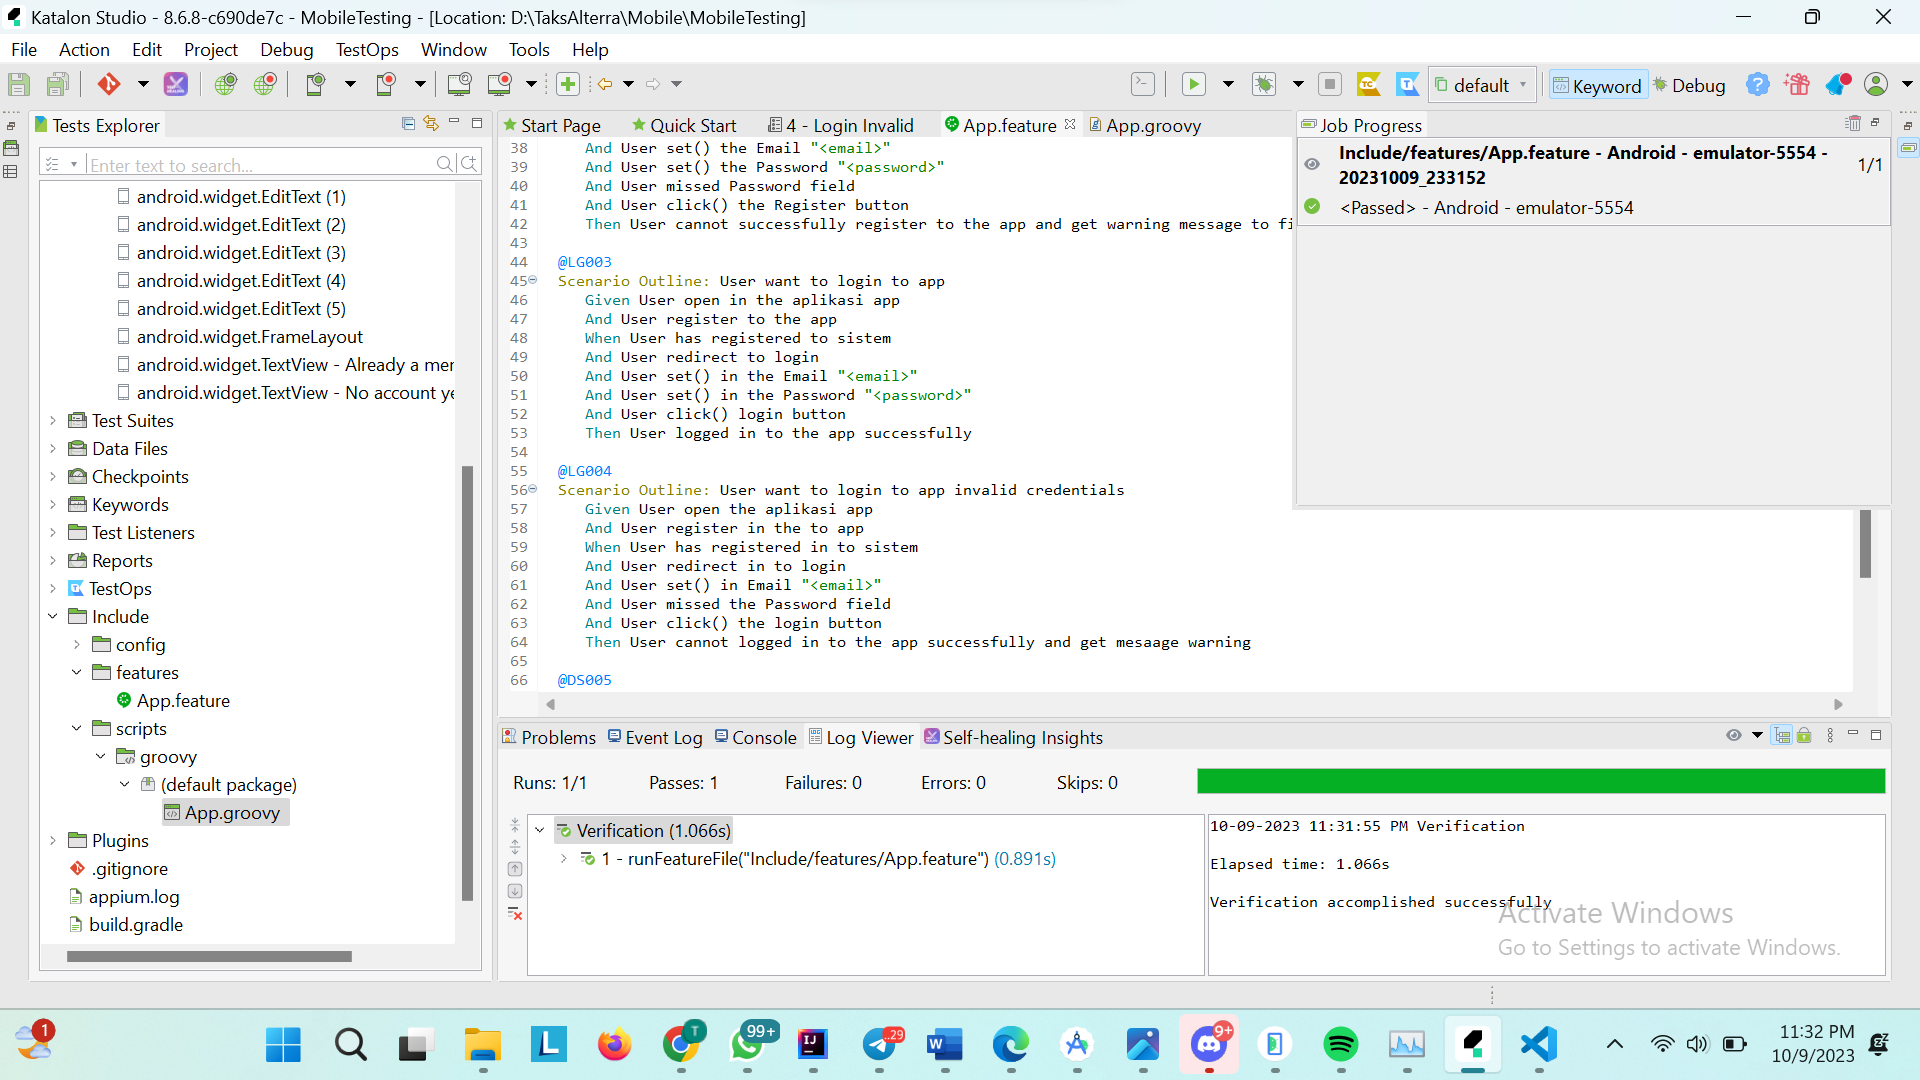 Katalon Studio - 8.6.8-c690de7c - MobileTesting - [Location: D:\TaksAlterra\Mobile\MobileTesting]
File Action Edit Project Debug TestOps Window Tools Help
default Keyword Debug
Tests Explorer
Enter text to search...
android.widget.EditText (1)
android.widget.EditText (2)
android.widget.EditText (3)
android.widget.EditText (4)
android.widget.EditText (5)
android.widget.FrameLayout
android.widget.TextView - Already a mer
android.widget.TextView - No account ye
Test Suites
Data Files
Checkpoints
Keywords
Test Listeners
Reports
TestOps
Include
config
features
App.feature
scripts
groovy
(default package)
App.groovy
Plugins
.gitignore
appium.log
build.gradle
Start Page Quick Start 4 - Login Invalid App.feature App.groovy
38 And User set() the Email "<email>"
39 And User set() the Password "<password>"
40 And User missed Password field
41 And User click() the Register button
42 Then User cannot successfully register to the app and get warning message to fi
43
44 @LG003
45 Scenario Outline: User want to login to app
46 Given User open in the aplikasi app
47 And User register to the app
48 When User has registered to sistem
49 And User redirect to login
50 And User set() in the Email "<email>"
51 And User set() in the Password "<password>"
52 And User click() login button
53 Then User logged in to the app successfully
54
55 @LG004
56 Scenario Outline: User want to login to app invalid credentials
57 Given User open the aplikasi app
58 And User register in the to app
59 When User has registered in to sistem
60 And User redirect in to login
61 And User set() in Email "<email>"
62 And User missed the Password field
63 And User click() the login button
64 Then User cannot logged in to the app successfully and get mesaage warning
65
66 @DS005
Job Progress
Include/features/App.feature - Android - emulator-5554 - 1/1
20231009_233152
<Passed> - Android - emulator-5554
Problems Event Log Console Log Viewer Self-healing Insights
Runs: 1/1 Passes: 1 Failures: 0 Errors: 0 Skips: 0
Verification (1.066s)
1 - runFeatureFile("Include/features/App.feature") (0.891s)
10-09-2023 11:31:55 PM Verification
Elapsed time: 1.066s
Verification accomplished successfully
Activate Windows
Go to Settings to activate Windows.
1
T
99+
..29
9+
11:32 PM
10/9/2023